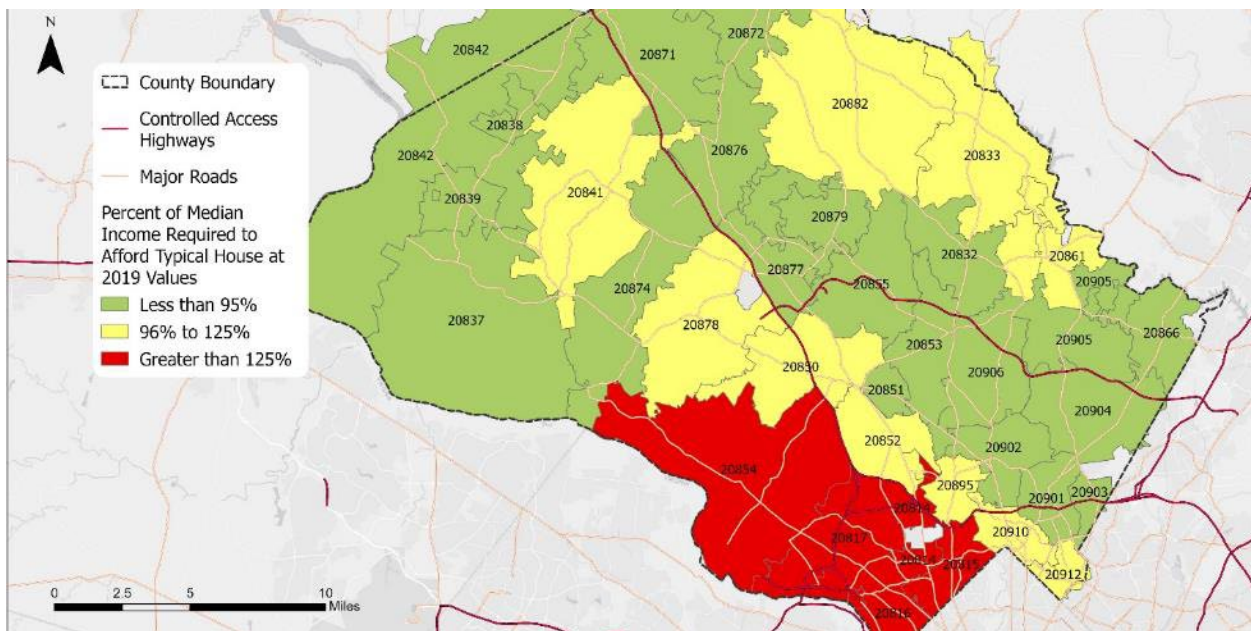 N
County Boundary
Controlled Access
Highways
Major Roads
Percent of Median
Income Required to
Afford Typical House at
2019 Values
Less than 95%
96% to 125%
Greater than 125%
20842
20871
20872
20882
20838
20842
20876
20833
20841
20839
20879
20832
20861
20905
20877
20855
20874
20837
20878
20866
20905
20853
20850
20906
20851
20904
20852
20902
20854
20895
20901
20903
20814
20910
20817
20814
20815
20912
20816
0 2.5 5 10
Miles